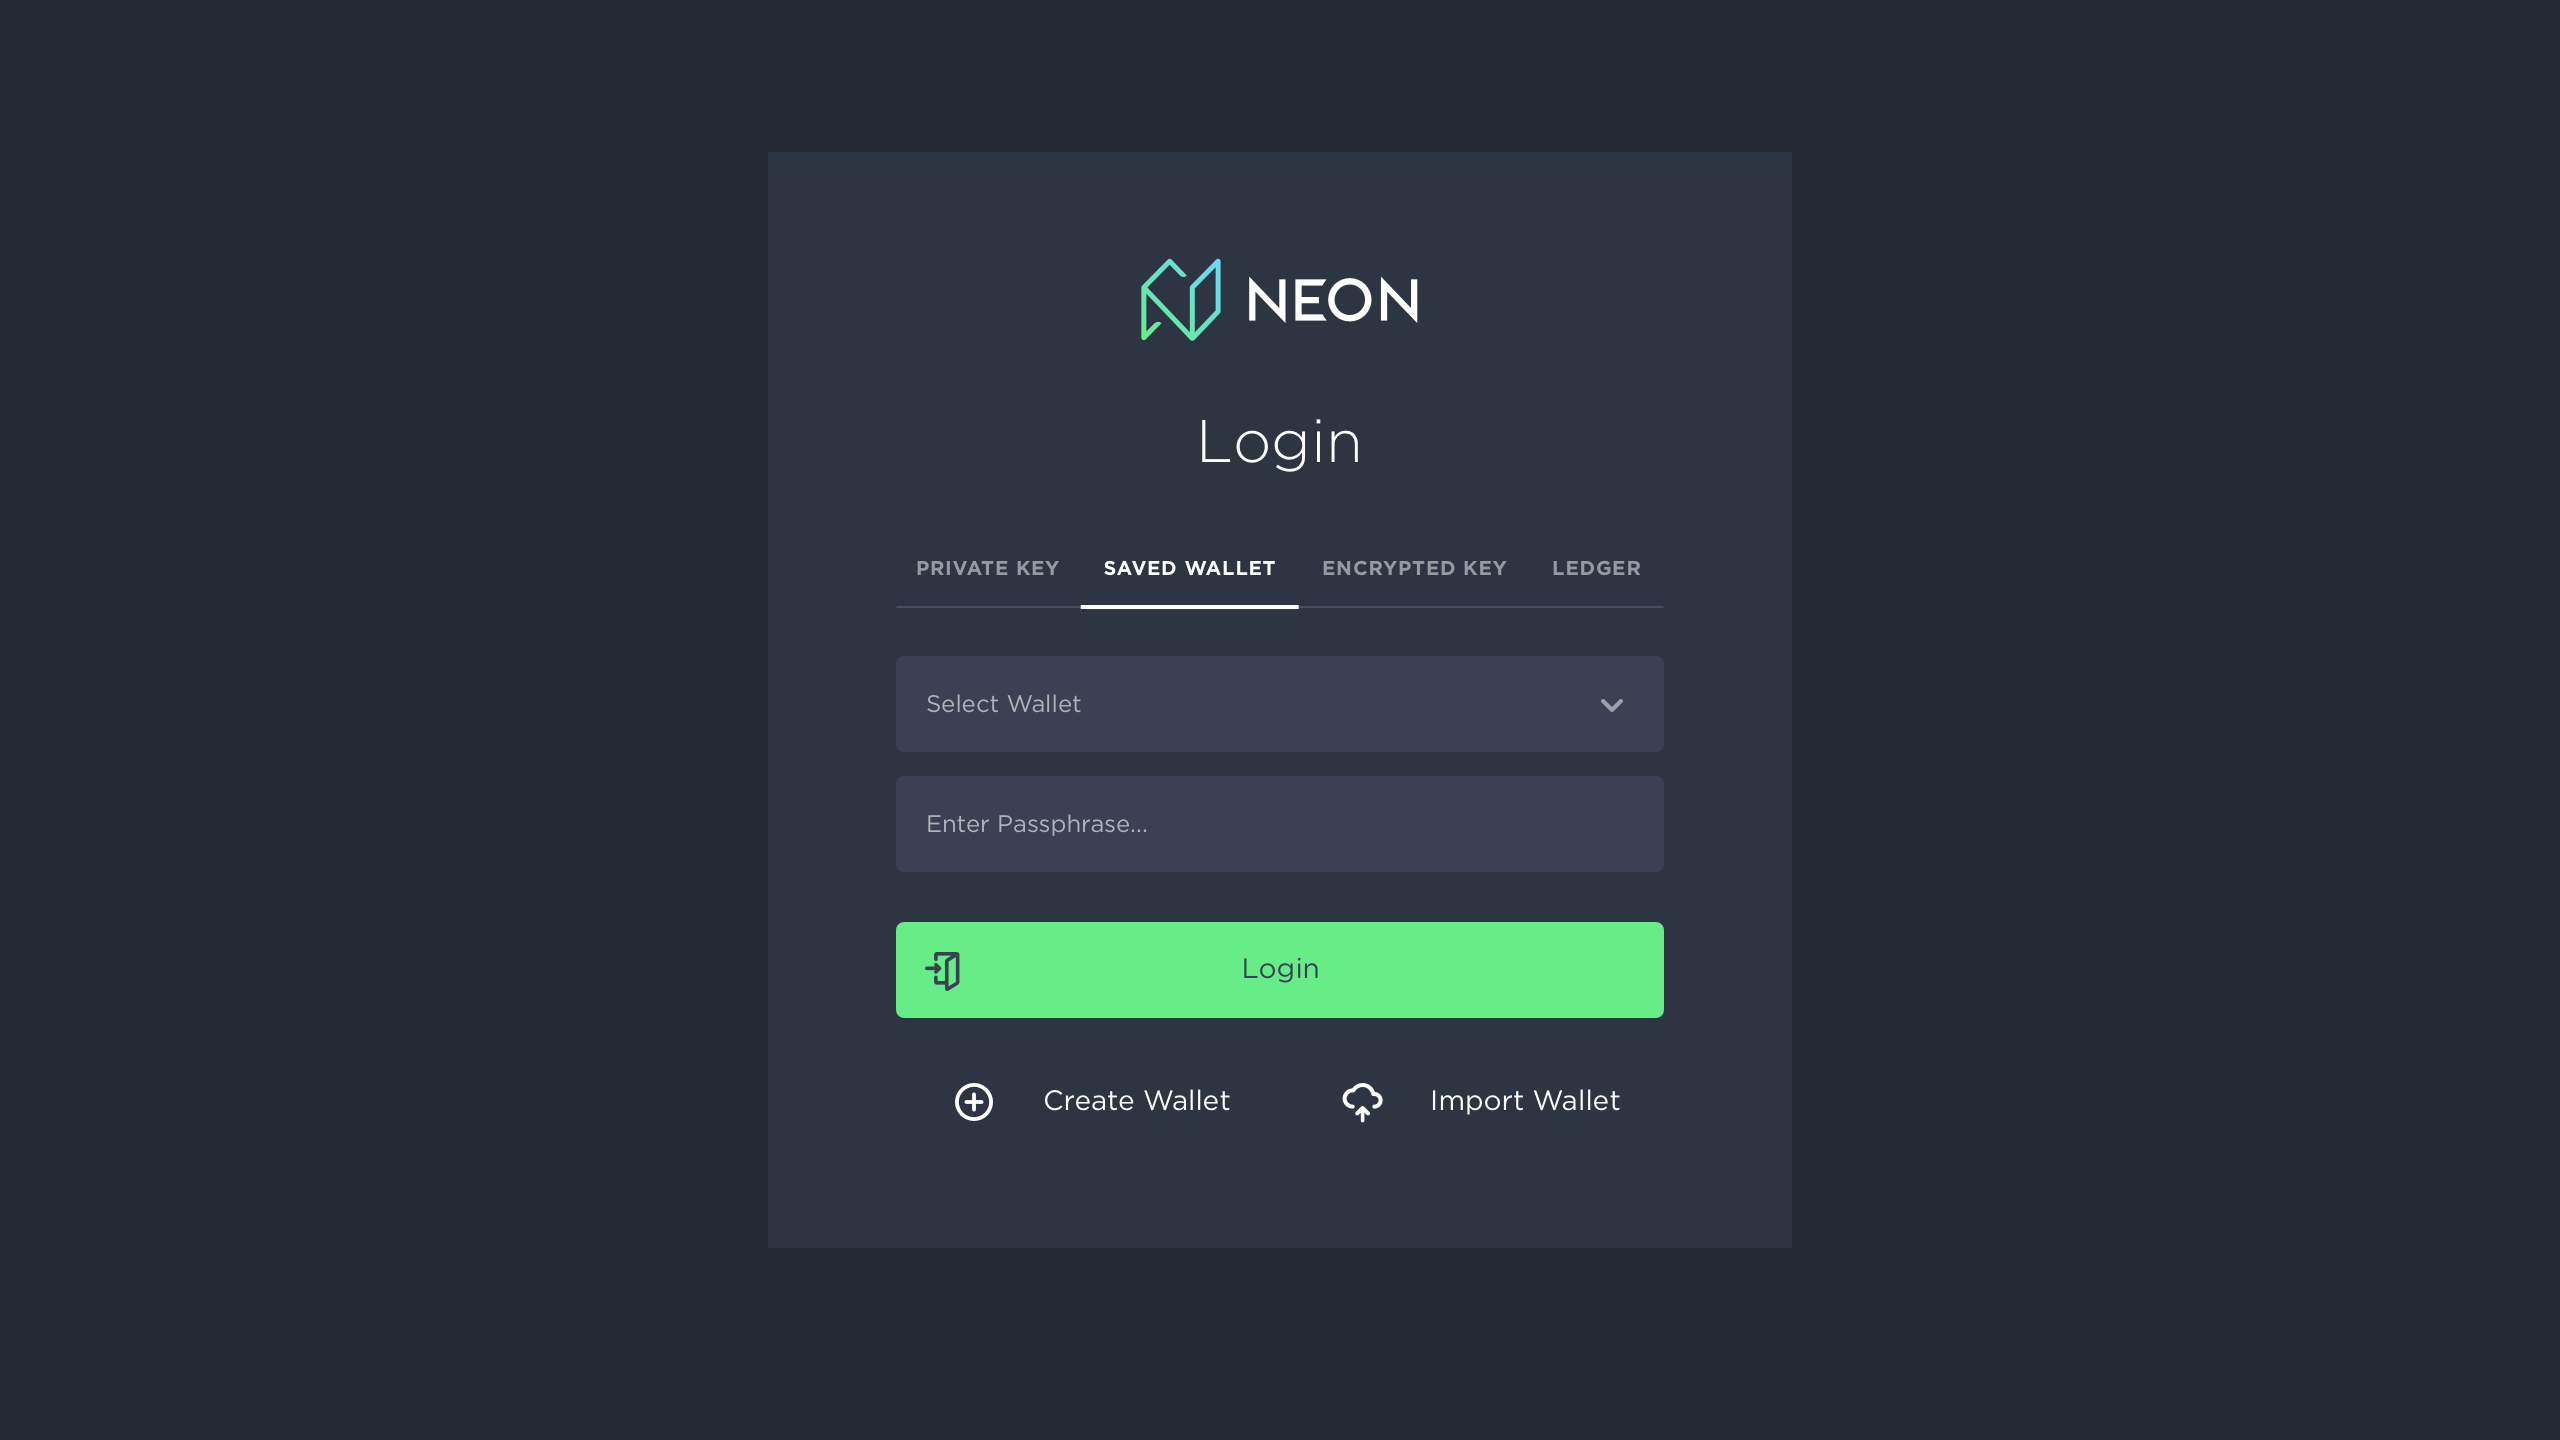 NEON
Login
PRIVATE KEY SAVED WALLET ENCRYPTED KEY LEDGER
Select Wallet
Enter Passphrase...
Login
Create Wallet Import Wallet